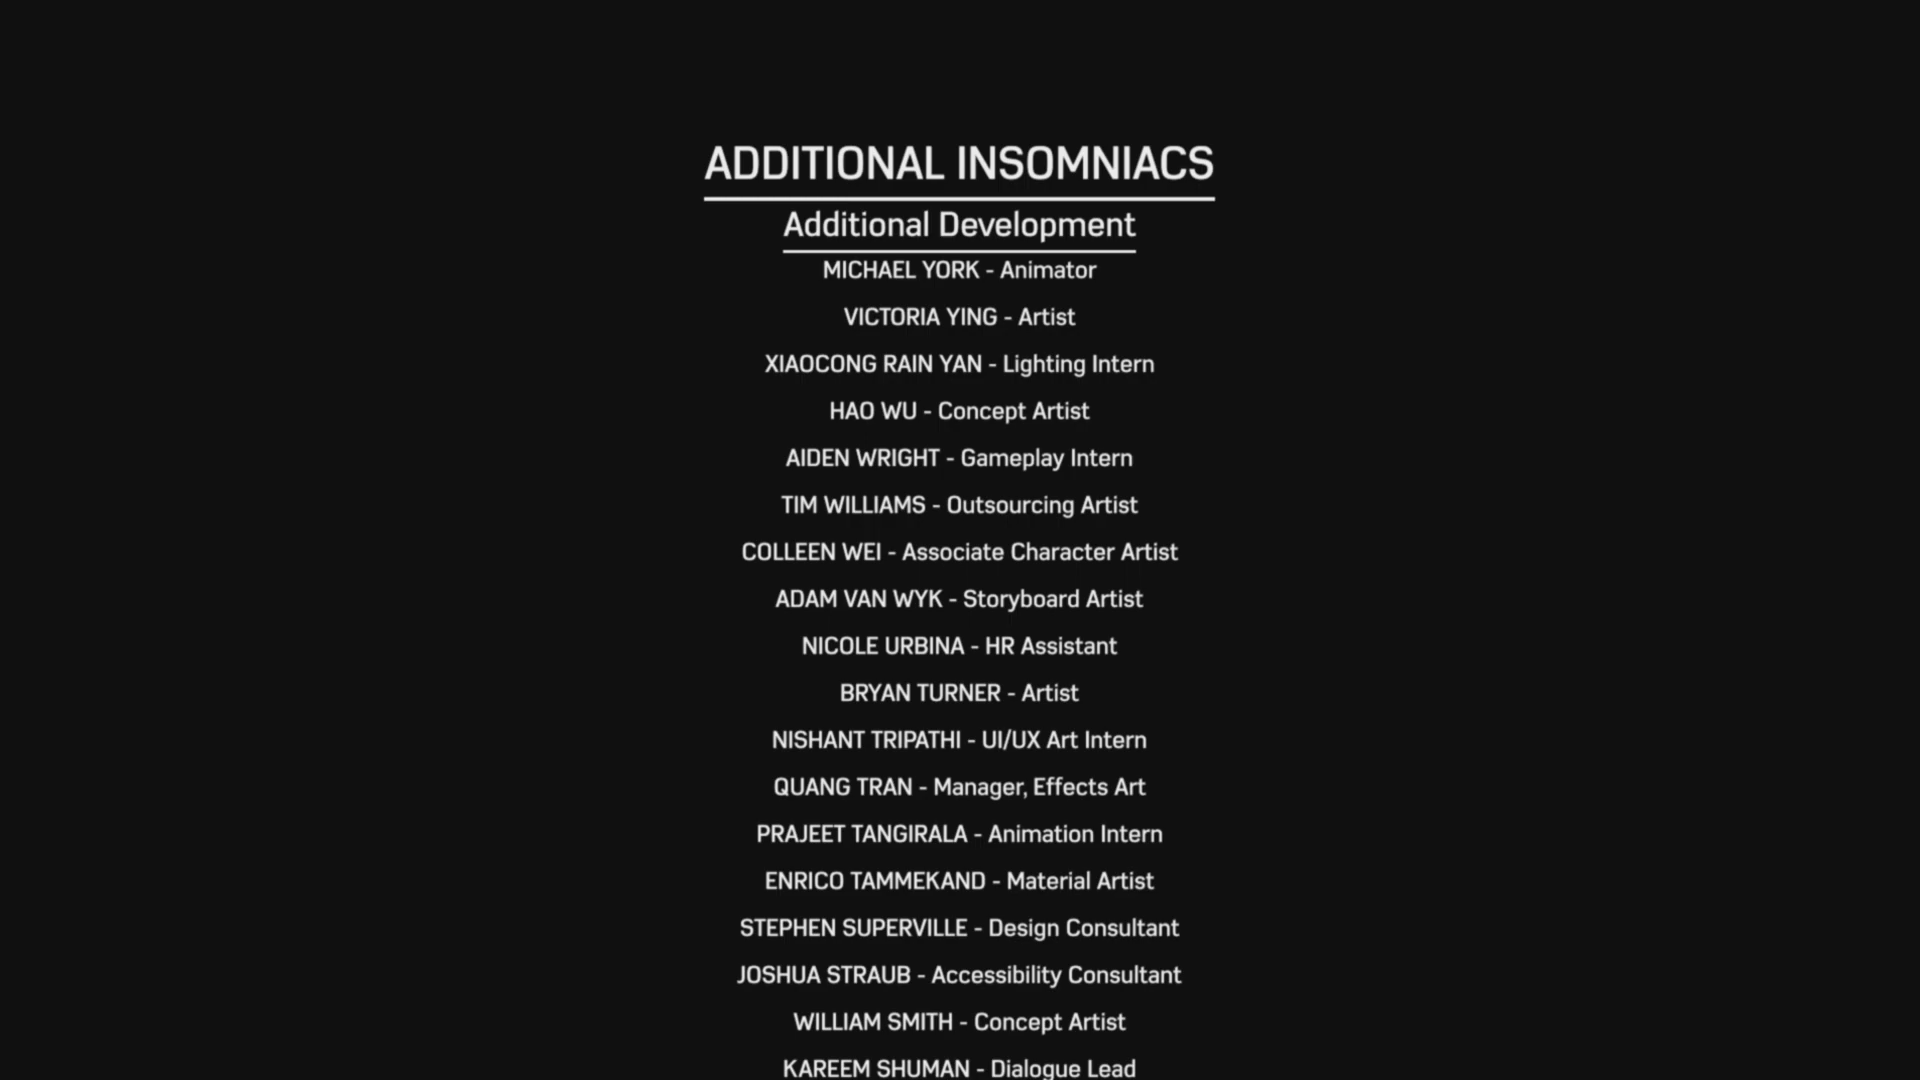 ADDITIONAL INSOMNIACS
Additional Development
MICHAEL YORK - Animator
VICTORIA YING - Artist
XIAOCONG RAIN YAN - Lighting Intern
HAO WU - Concept Artist
AIDEN WRIGHT - Gameplay Intern
TIM WILLIAMS - Outsourcing Artist
COLLEEN WEI - Associate Character Artist
ADAM VAN WYK - Storyboard Artist
NICOLE URBINA - HR Assistant
BRYAN TURNER - Artist
NISHANT TRIPATHI - UI/UX Art Intern
QUANG TRAN - Manager, Effects Art
PRAJEET TANGIRALA - Animation Intern
ENRICO TAMMEKAND - Material Artist
STEPHEN SUPERVILLE - Design Consultant
JOSHUA STRAUB - Accessibility Consultant
WILLIAM SMITH - Concept Artist
KAREEM SHUMAN - Dialogue Lead